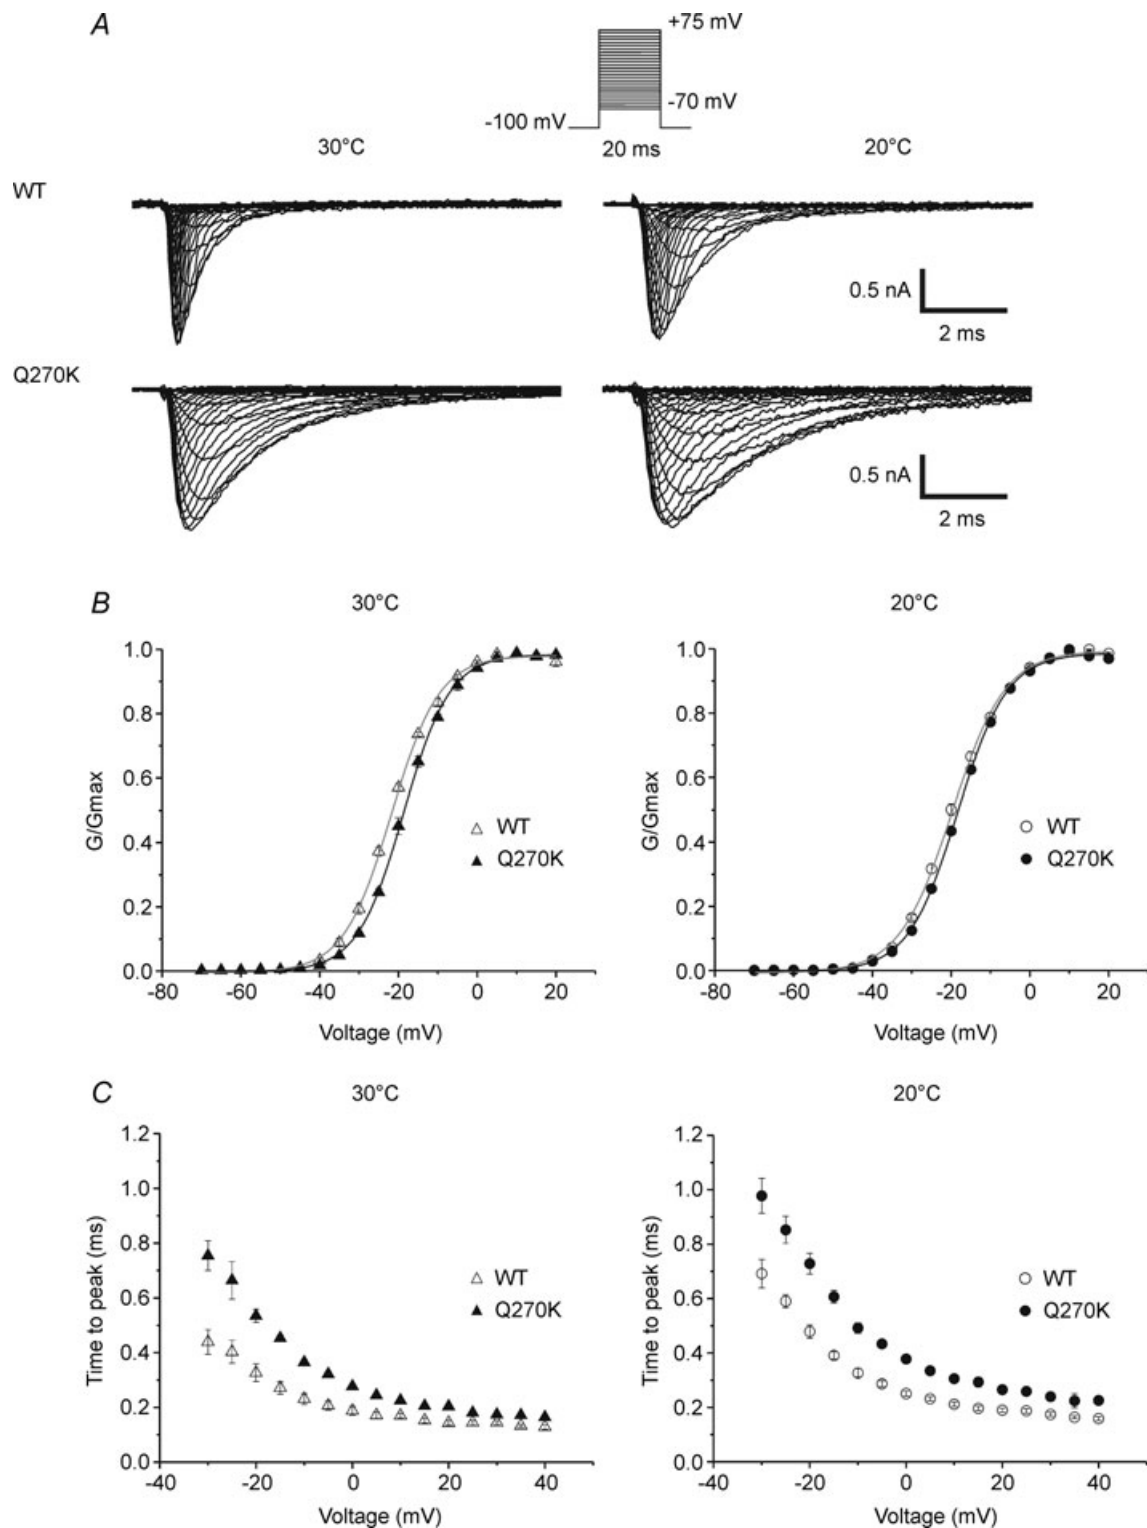 A
+75 mV
-70 mV
-100 mV
30°C 20 ms 20°C
WT
0.5 nA
2 ms
Q270K
0.5 nA
2 ms
B 30°C 20°C
1.0 1.0
0.8 0.8
0.6 0.6
WT WT
0.4 0.4
Q270K Q270K
0.2 0.2
0.0 0.0
G/Gmax G/Gmax
-80 -60 -40 -20 0 20 -80 -60 -40 -20 0 20
Voltage (mV) Voltage (mV)
C 30°C 20°C
1.2 1.2
1.0 1.0
0.8 0.8
WT WT
0.6 0.6
Q270K Q270K
0.4 0.4
0.2 0.2
0.0 0.0
Time to peak (ms) Time to peak (ms)
-40 -20 0 20 40 -40 -20 0 20 40
Voltage (mV) Voltage (mV)